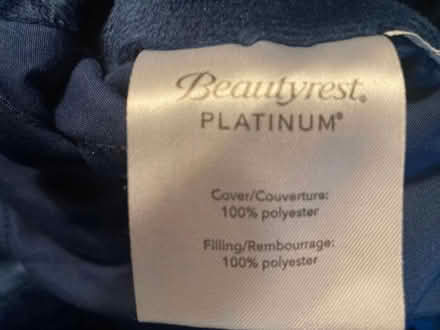 Beautyrest®
PLATINUM®
Cover/Couverture:
100% polyester
Filling/Rembourrage:
100% polyester